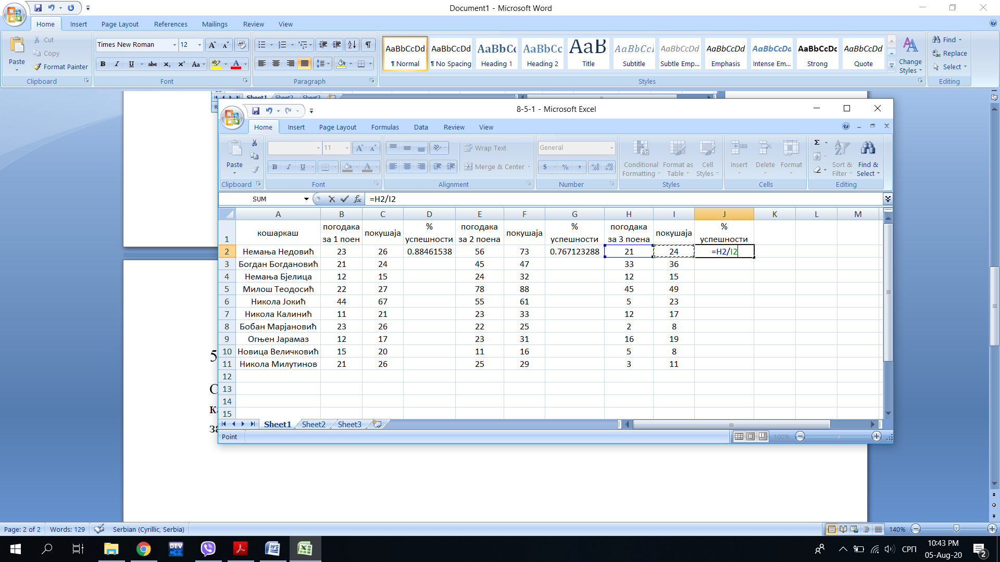 Document1 - Microsoft Word
Home Insert Page Layout References Mailings Review View
Paste
Cut
Copy
Format Painter
Clipboard
Times New Roman 12
Font
Paragraph
AaBbCcDd AaBbCcDd AaBbCc AaBbCc AaB AaBbCcI AaBbCcDd AaBbCcDd AaBbCcDd AaBbCcDc AaBbCcDd
¶ Normal ¶ No Spacing Heading 1 Heading 2 Title Subtitle Subtle Emp... Emphasis Intense Em... Strong Quote
Change Styles
Styles
Find
Replace
Select
Editing
Sheet1 Sheet2 Sheet3
8-5-1 - Microsoft Excel
Home Insert Page Layout Formulas Data Review View
Paste
Clipboard
11
Font
Wrap Text
Merge & Center
Alignment
General
Number
Conditional Formatting Format as Table Cell Styles
Styles
Insert Delete Format
Cells
Sort & Filter Find & Select
Editing
SUM =H2/I2
A B C D E F G H I J K L M
1 кошаркаш погодака за 1 поен покушаја % успешности погодака за 2 поена покушаја % успешности погодака за 3 поена покушаја % успешности
2 Немања Недовић 23 26 0.88461538 56 73 0.767123288 21 24 =H2/I2
3 Богдан Богдановић 21 24 45 47 33 36
4 Немања Бјелица 12 15 24 32 12 15
5 Милош Теодосић 22 27 78 88 45 49
6 Никола Јокић 44 67 55 61 5 23
7 Никола Калинић 11 21 23 33 12 17
8 Бобан Марјановић 23 26 22 25 2 8
9 Огњен Јарамаз 12 17 23 31 16 19
10 Новица Величковић 15 20 11 16 5 8
11 Никола Милутинов 21 26 25 29 3 11
12
13
14
15
Sheet1 Sheet2 Sheet3
Point 100%
5
Page: 2 of 2 Words: 129 Serbian (Cyrillic, Serbia) 140%
DEV
СРП
10:43 PM
05-Aug-20
2